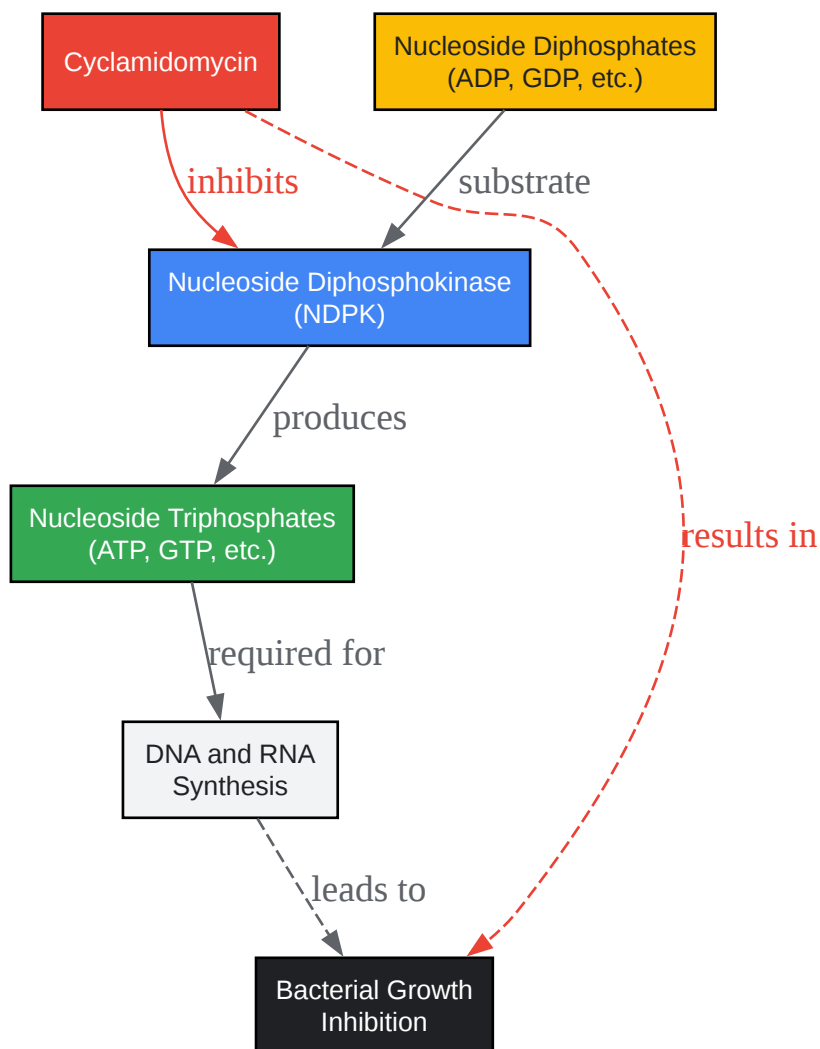 Cyclamidomycin
Nucleoside Diphosphates
(ADP, GDP, etc.)
inhibits
substrate
Nucleoside Diphosphokinase
(NDPK)
produces
Nucleoside Triphosphates
(ATP, GTP, etc.)
results in
required for
DNA and RNA
Synthesis
leads to
Bacterial Growth
Inhibition